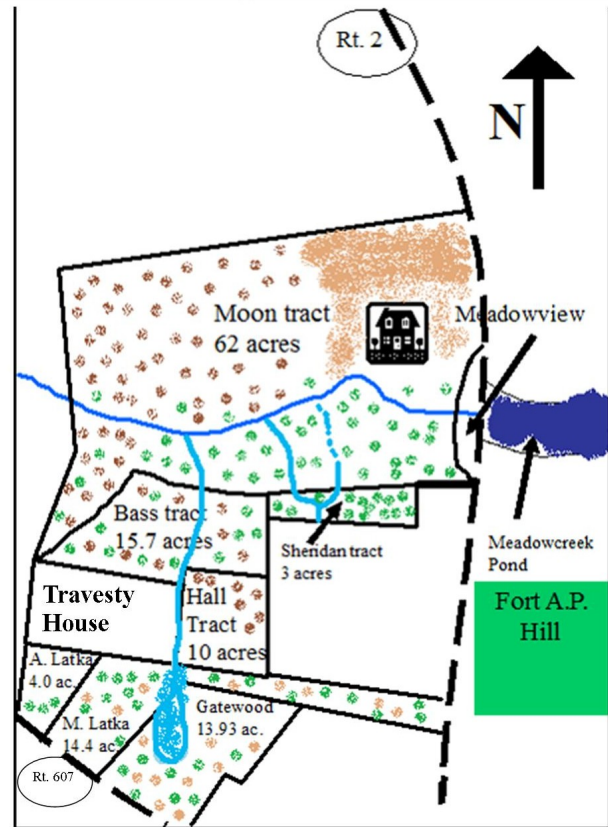 Rt. 2
N
Moon tract
62 acres
Meadowview
Bass tract
15.7 acres
Sheridan tract
3 acres
Meadowcreek
Pond
Travesty
House
Hall
Tract
10 acres
Fort A.P.
Hill
A. Latka
4.0 ac.
M. Latka
14.4 ac.
Gatewood
13.93 ac.
Rt. 607